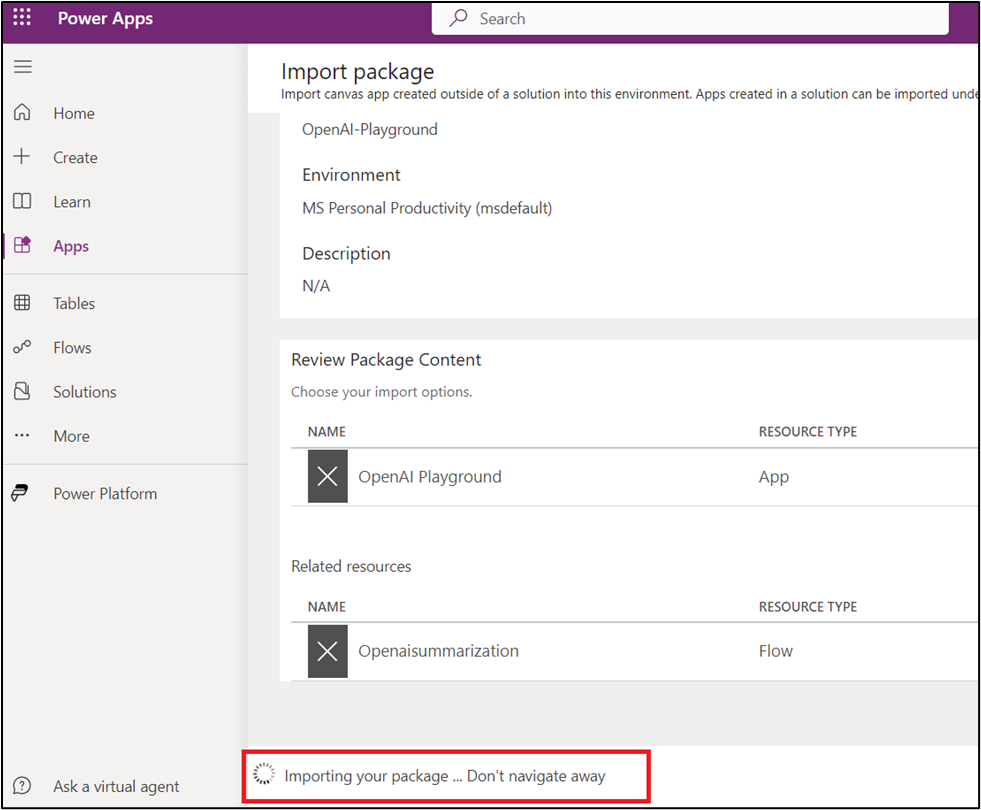 Power Apps
Search
Import package
Import canvas app created outside of a solution into this environment. Apps created in a solution can be imported unde
Home
Create
Learn
Apps
Tables
Flows
Solutions
More
Power Platform
Ask a virtual agent
OpenAI-Playground
Environment
MS Personal Productivity (msdefault)
Description
N/A
Review Package Content
Choose your import options.
NAME RESOURCE TYPE
OpenAI Playground App
Related resources
NAME RESOURCE TYPE
Openaisummarization Flow
Importing your package ... Don't navigate away